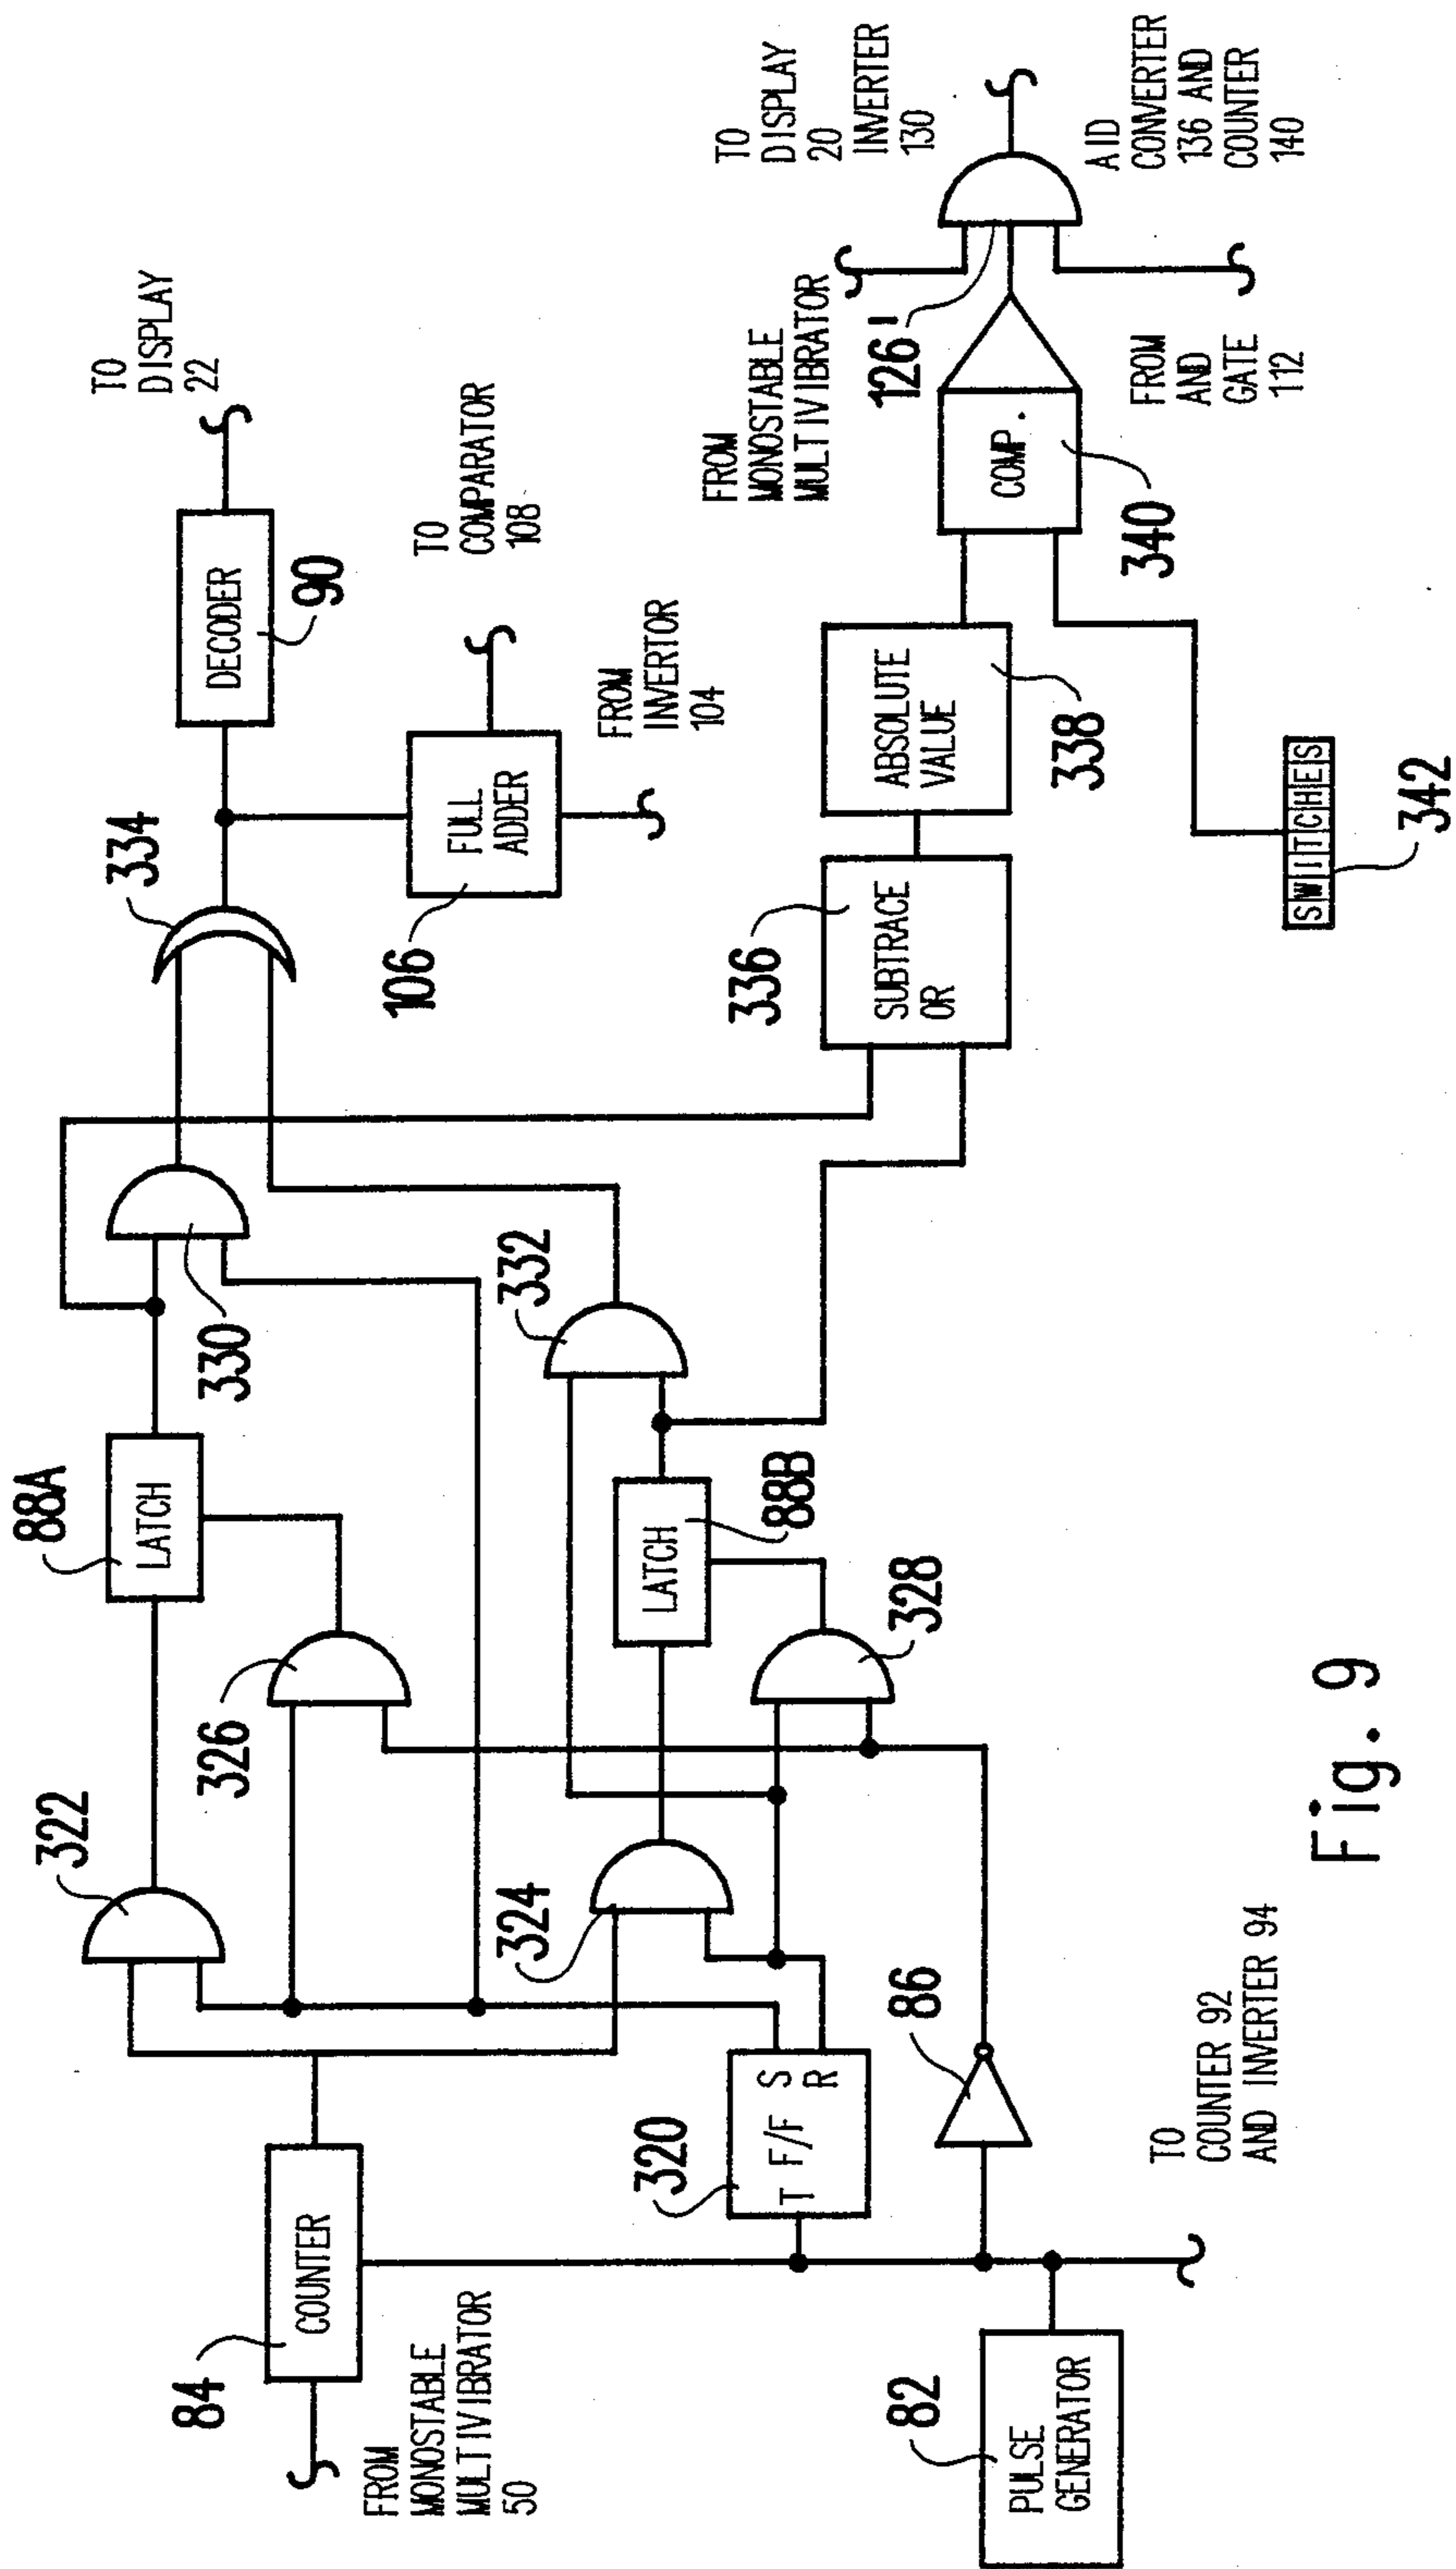 TO
DISPLAY
22
334
DECODER
90
TO
COMPARATOR
108
FULL
ADDER
106
FROM
INVERTOR
104
TO
DISPLAY
20 INVERTER
130
AID
CONVERTER
136 AND
COUNTER
140
FROM
MONOSTABLE
MULTIVIBRATOR
126'
FROM
AND
GATE
112
COMP.
340
ABSOLUTE
VALUE
338
336
SUBTRACE
OR
SWITCHES
342
88A
LATCH
330
332
LATCH
88B
322
326
324
328
84
COUNTER
FROM
MONOSTABLE
MULTIVIBRATOR
50
320
T F/F S
R
86
82
PULSE
GENERATOR
TO
COUNTER 92
AND INVERTER 94
Fig. 9